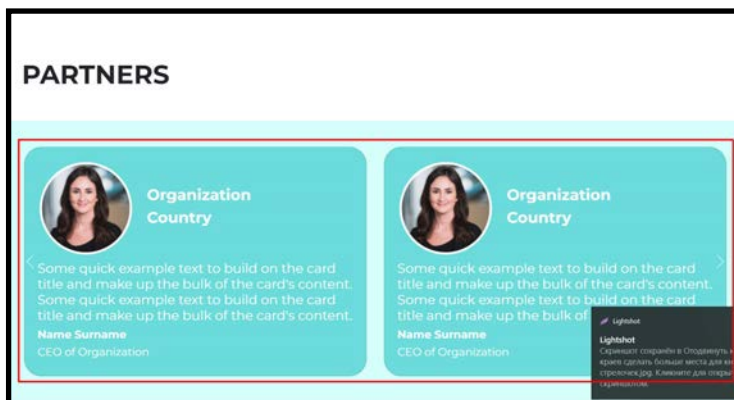 PARTNERS
Organization
Country
Some quick example text to build on the card
title and make up the bulk of the card's content.
Some quick example text to build on the card
title and make up the bulk of the card's content.
Name Surname
CEO of Organization
Organization
Country
Some quick example text to build on the card
title and make up the bulk of the card's content.
Some quick example text to build on the card
title and make up the bulk of
Name Surname
CEO of Organization
Lightshot
Lightshot
Скриншот сохранён в Отодвинуть
краев сделать больше места для
стрелочек.jpg. Кликните для
скриншотом.